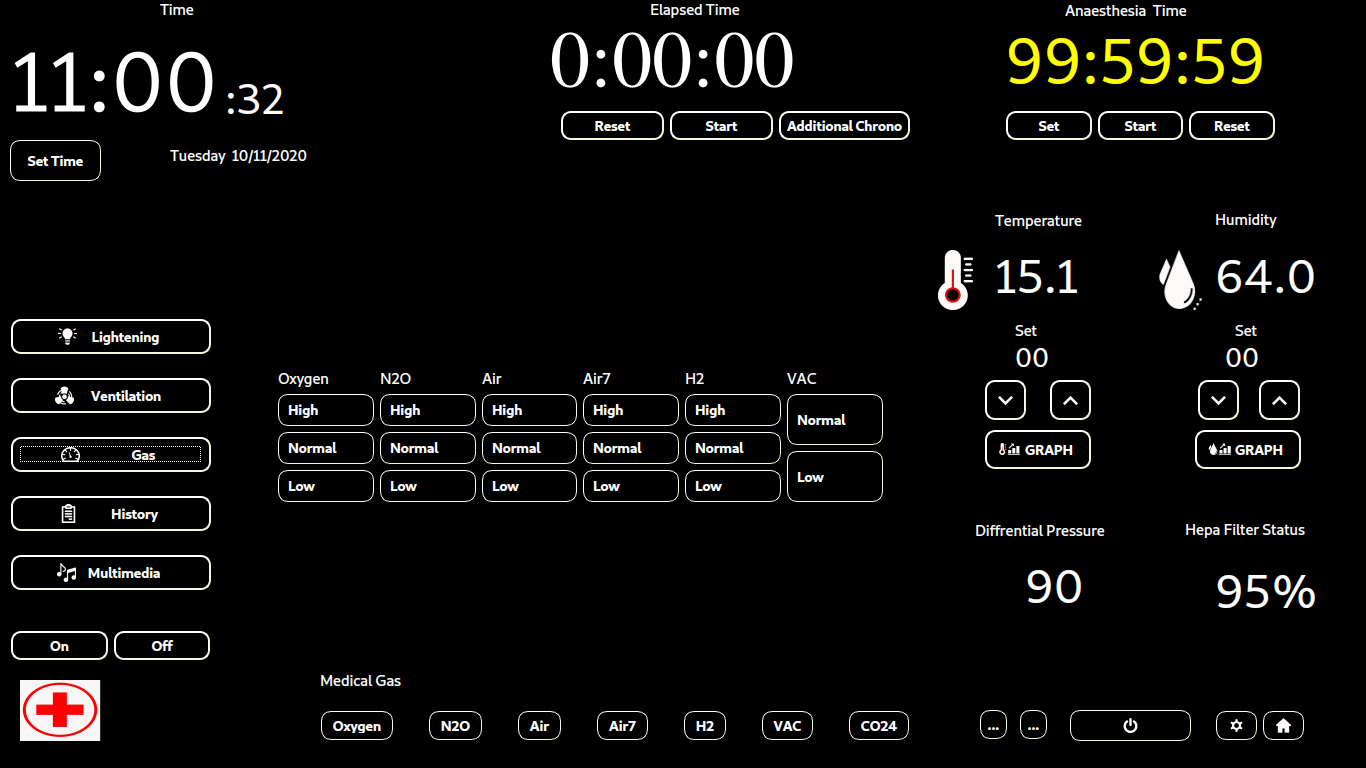 Time
11:00 :32
Set Time
Tuesday 10/11/2020
Elapsed Time
0:00:00
Reset Start Additional Chrono
Anaesthesia Time
99:59:59
Set Start Reset
Temperature Humidity
15.1 64.0
Set Set
00 00
GRAPH GRAPH
Lightening
Ventilation
Gas
History
Multimedia
On Off
Oxygen N2O Air Air7 H2 VAC
High High High High High Normal
Normal Normal Normal Normal Normal
Low Low Low Low Low Low
Diffrential Pressure Hepa Filter Status
90 95%
Medical Gas
Oxygen N2O Air Air7 H2 VAC CO24
... ...